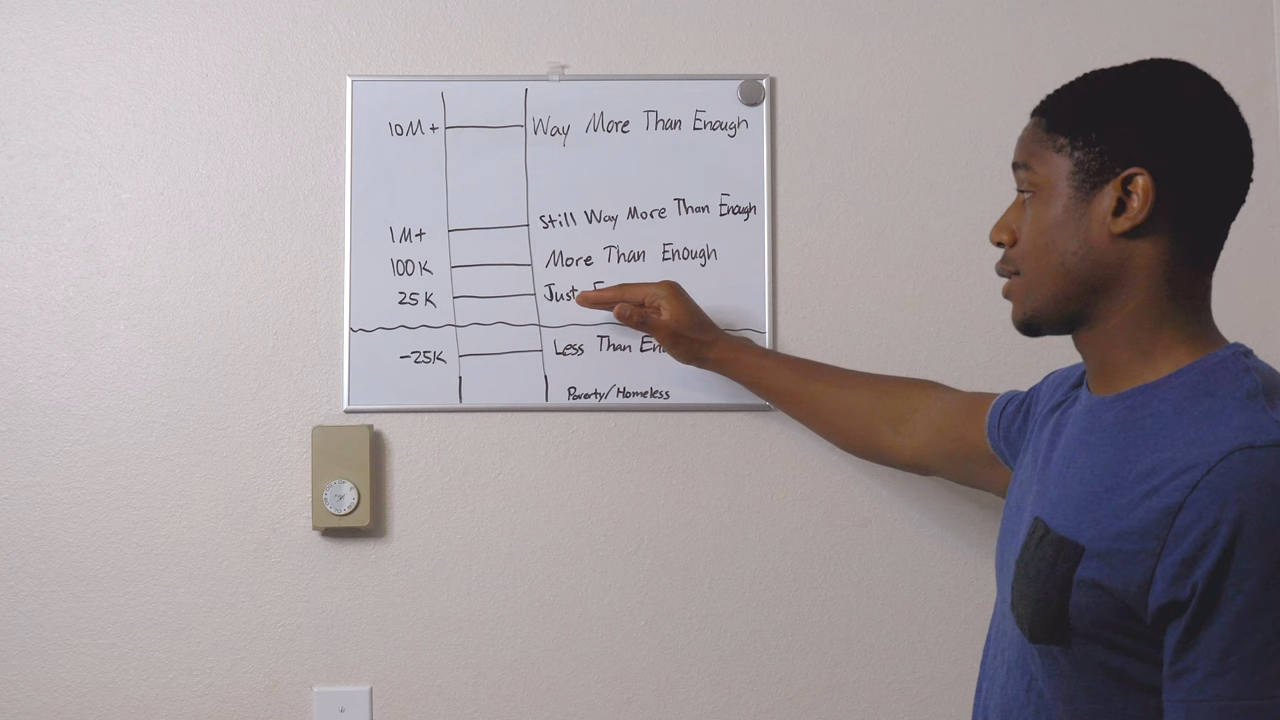 10M+ Way More Than Enough
1M+ Still Way More Than Enough
100K More Than Enough
25K Just
-25K Less Than
Poverty/Homeless